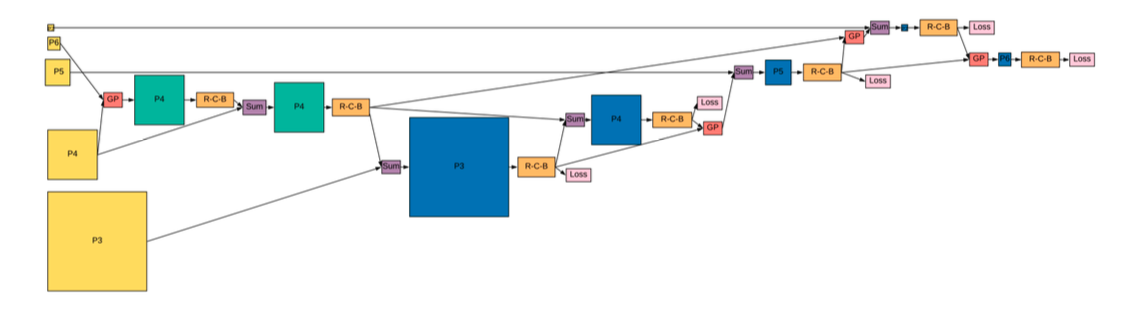 Sum R-C-B Loss
P6 GP
GP P6 R-C-B Loss
P5 Sum P5 R-C-B
Loss
GP P4 R-C-B Sum P4 R-C-B
Loss
Sum P4 R-C-B GP
P4
Sum P3 R-C-B
Loss
P3